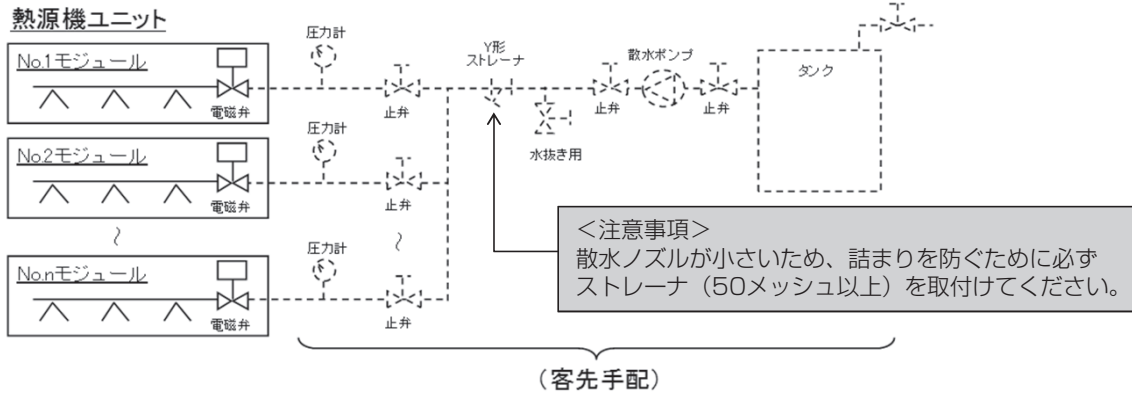 熱源機ユニット
No.1モジュール
電磁弁
圧力計
止弁
Y形
ストレーナ
水抜き用
止弁
散水ポンプ
止弁
タンク
No.2モジュール
電磁弁
圧力計
止弁
No.nモジュール
電磁弁
圧力計
止弁
＜注意事項＞
散水ノズルが小さいため、詰まりを防ぐために必ず
ストレーナ（50メッシュ以上）を取付けてください。
（客先手配）